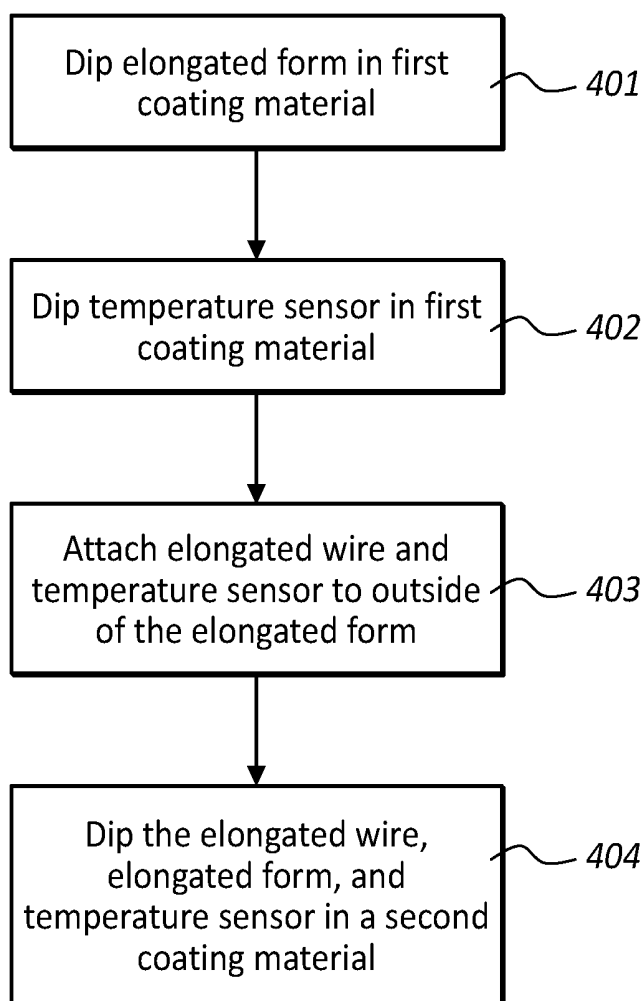 Dip elongated form in first
coating material
401
Dip temperature sensor in first
coating material
402
Attach elongated wire and
temperature sensor to outside
of the elongated form
403
Dip the elongated wire,
elongated form, and
temperature sensor in a second
coating material
404